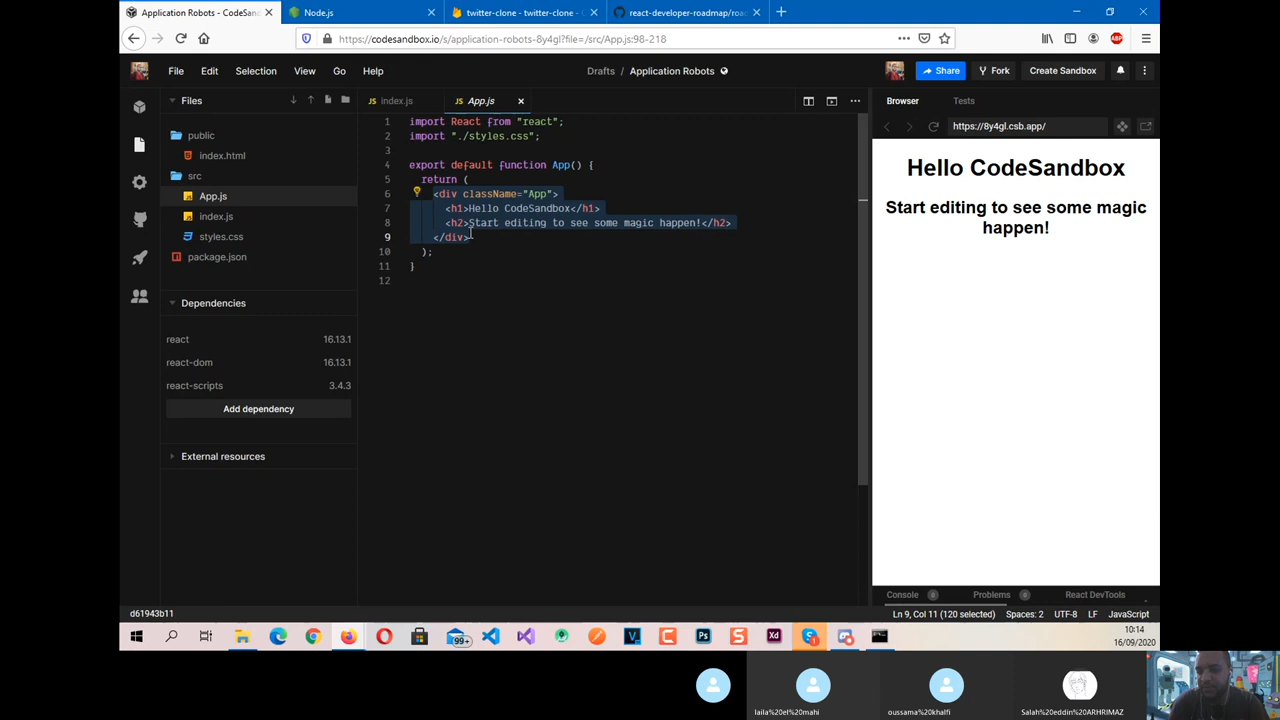 Application Robots - CodeSand
Node.js
twitter-clone - twitter-clone -
react-developer-roadmap/roa
https://codesandbox.io/s/application-robots-8y4gl?file=/src/App.js:98-218
ABP
File Edit Selection View Go Help
Drafts / Application Robots
Share
Fork
Create Sandbox
Files
public
index.html
src
App.js
index.js
styles.css
package.json
Dependencies
react 16.13.1
react-dom 16.13.1
react-scripts 3.4.3
Add dependency
External resources
JS index.js
JS App.js
1 import React from "react";
2 import "./styles.css";
3
4 export default function App() {
5 return (
6 <div className="App">
7 <h1>Hello CodeSandbox</h1>
8 <h2>Start editing to see some magic happen!</h2>
9 </div>
10 );
11 }
12
Browser Tests
https://8y4gl.csb.app/
Hello CodeSandbox
Start editing to see some magic
happen!
Console 0 Problems 0 React DevTools
d61943b11
Ln 9, Col 11 (120 selected) Spaces: 2 UTF-8 LF JavaScript
99+
Ps
Xd
10:14
16/09/2020
laila%20el%20mahi
oussama%20khalfi
Salah%20eddin%20ARHRIMAZ